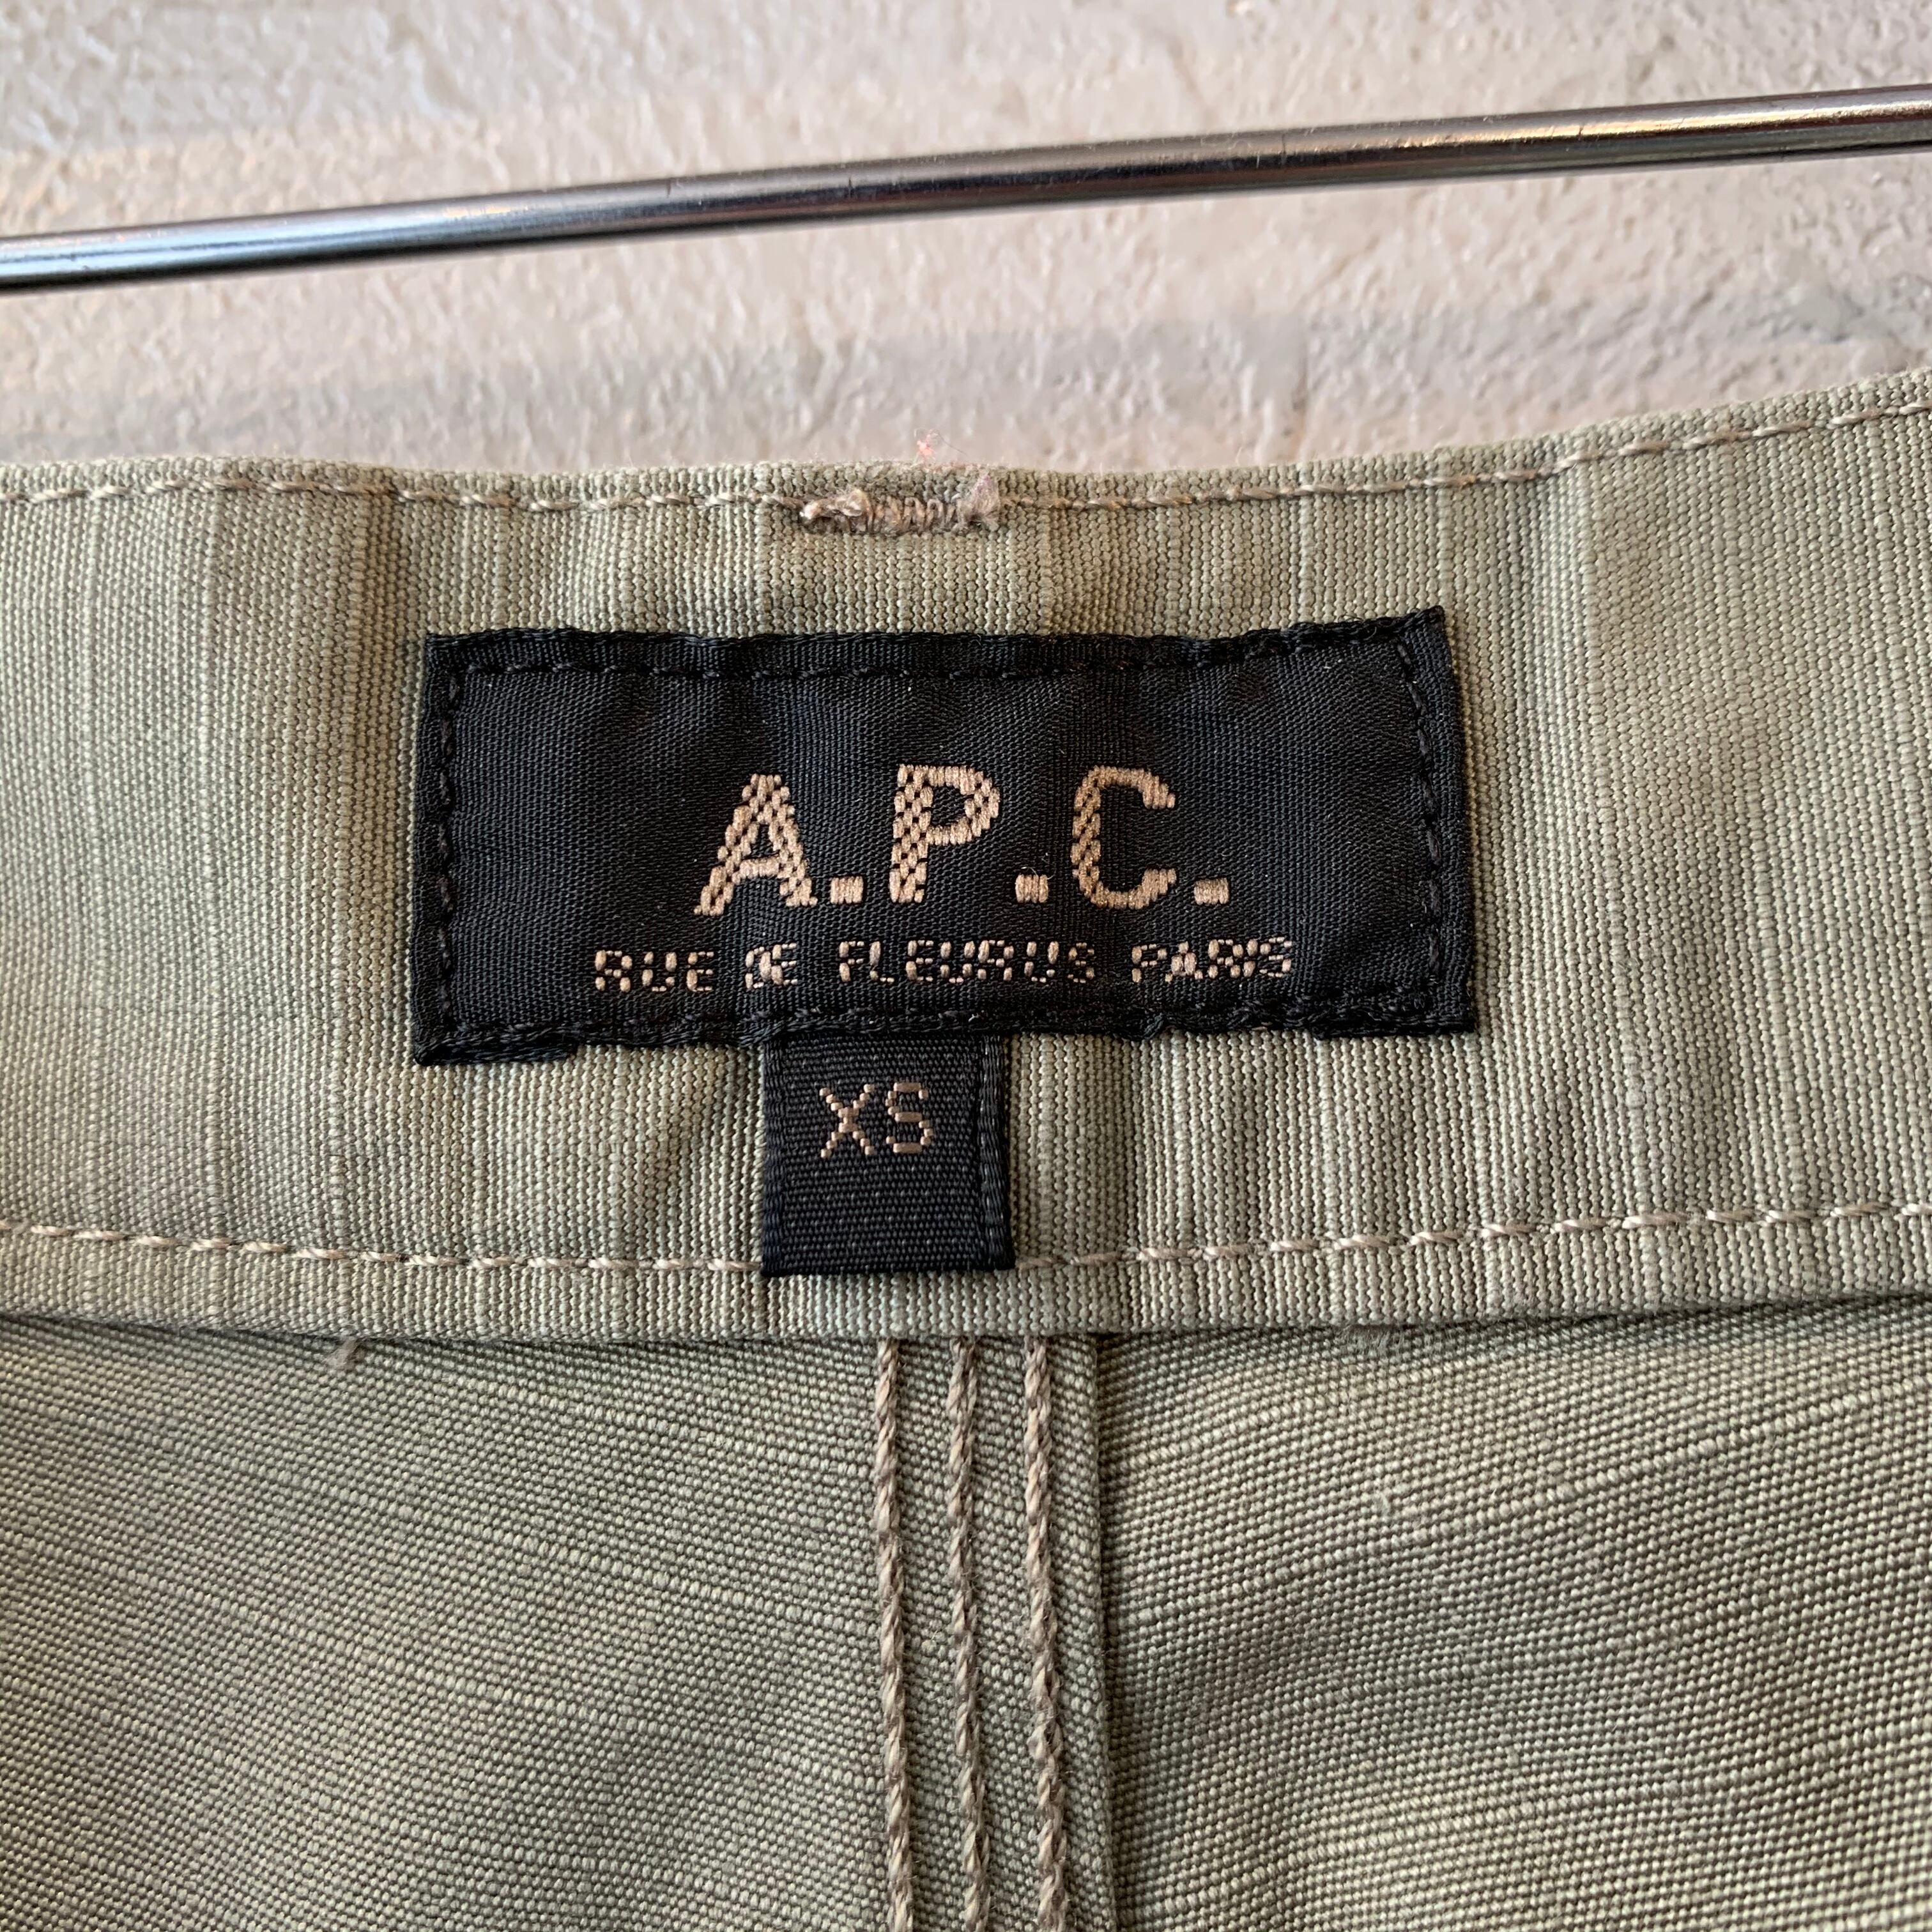 A.P.C.
RUE DE FLEURUS PARIS
XS